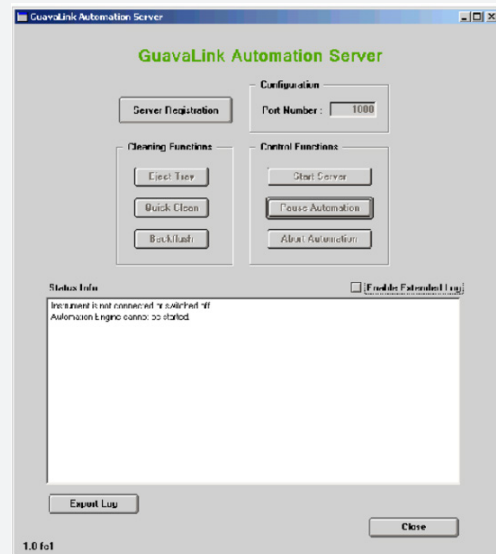 GuavaLink Automation Server
GuavaLink Automation Server
Configuration
Server Registration
Port Number : 1000
Cleaning Functions
Control Functions
Eject Tray
Start Server
Quick Clean
Pause Automation
Backflush
Abort Automation
Status Info
Enable Extended Log
Instrument is not connected or switched off
Automation Engine cannot be started.
Export Log
Close
1.0 fc1